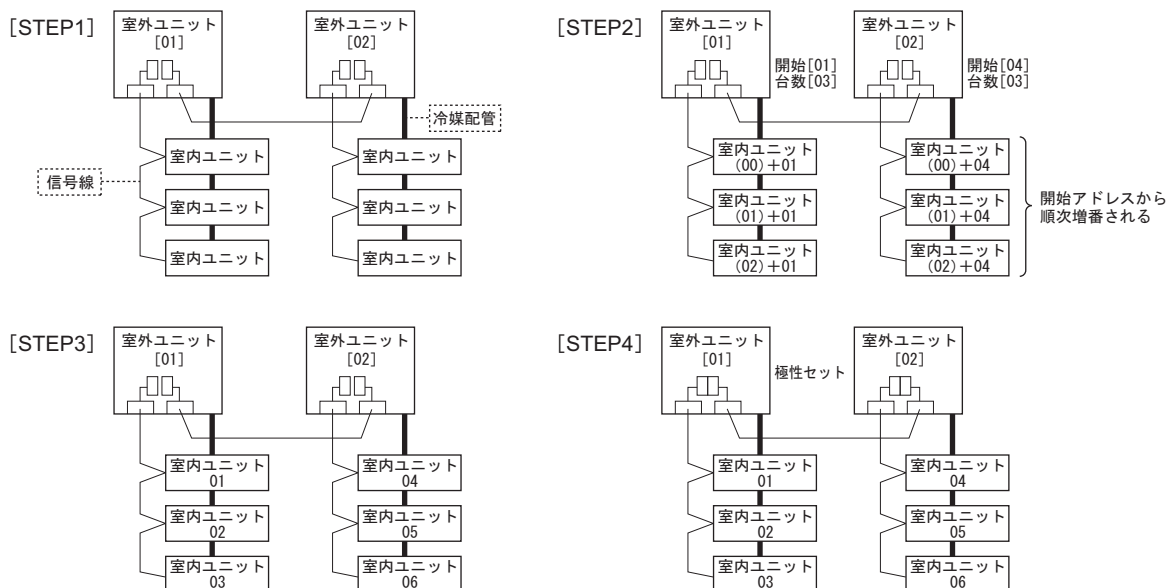 [STEP1]
室外ユニット
[01]
室外ユニット
[02]
冷媒配管
室内ユニット
室内ユニット
信号線
室内ユニット
室内ユニット
室内ユニット
室内ユニット
[STEP2]
室外ユニット
[01]
開始[01]
台数[03]
室外ユニット
[02]
開始[04]
台数[03]
室内ユニット
(00)+01
室内ユニット
(00)+04
室内ユニット
(01)+01
室内ユニット
(01)+04
開始アドレスから
順次増番される
室内ユニット
(02)+01
室内ユニット
(02)+04
[STEP3]
室外ユニット
[01]
室外ユニット
[02]
室内ユニット
01
室内ユニット
04
室内ユニット
02
室内ユニット
05
室内ユニット
03
室内ユニット
06
[STEP4]
室外ユニット
[01]
極性セット
室外ユニット
[02]
室内ユニット
01
室内ユニット
04
室内ユニット
02
室内ユニット
05
室内ユニット
03
室内ユニット
06